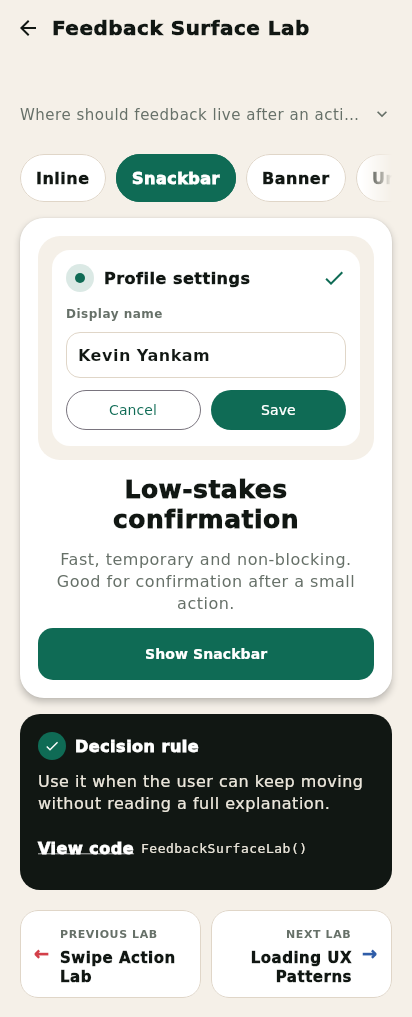 Feedback Surface Lab
Where should feedback live after an acti...
Inline
Snackbar
Banner
Profile settings
Display name
Kevin Yankam
Cancel
Save
Low-stakes
confirmation
Fast, temporary and non-blocking.
Good for confirmation after a small
action.
Show Snackbar
Decision rule
Use it when the user can keep moving
without reading a full explanation.
View code FeedbackSurfaceLab()
PREVIOUS LAB
← Swipe Action
Lab
NEXT LAB
Loading UX →
Patterns